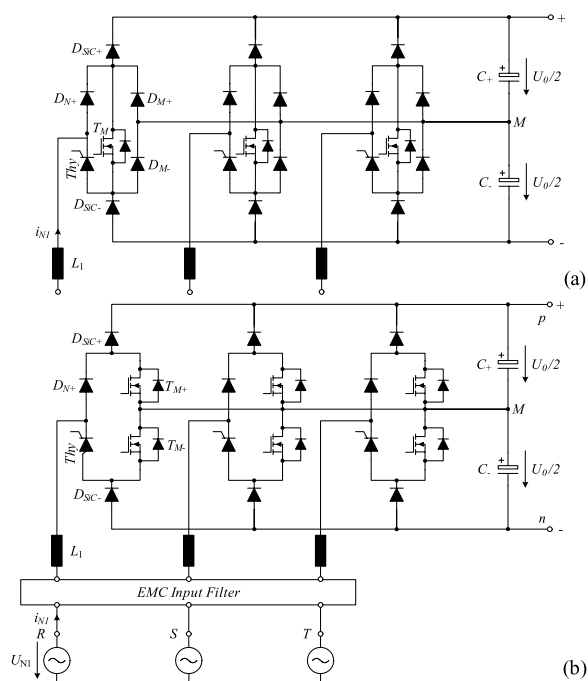 D_SiC+ +
D_N+ D_M+ C_+ + U_0/2
T_M M
Thy D_M- C_- + U_0/2
D_SiC-
i_N1 -
L_1
(a)
D_SiC+ p +
D_N+ T_M+ C_+ + U_0/2
M
Thy T_M- C_- + U_0/2
D_SiC- n -
L_1
EMC Input Filter
i_N1
R S T
U_N1
(b)